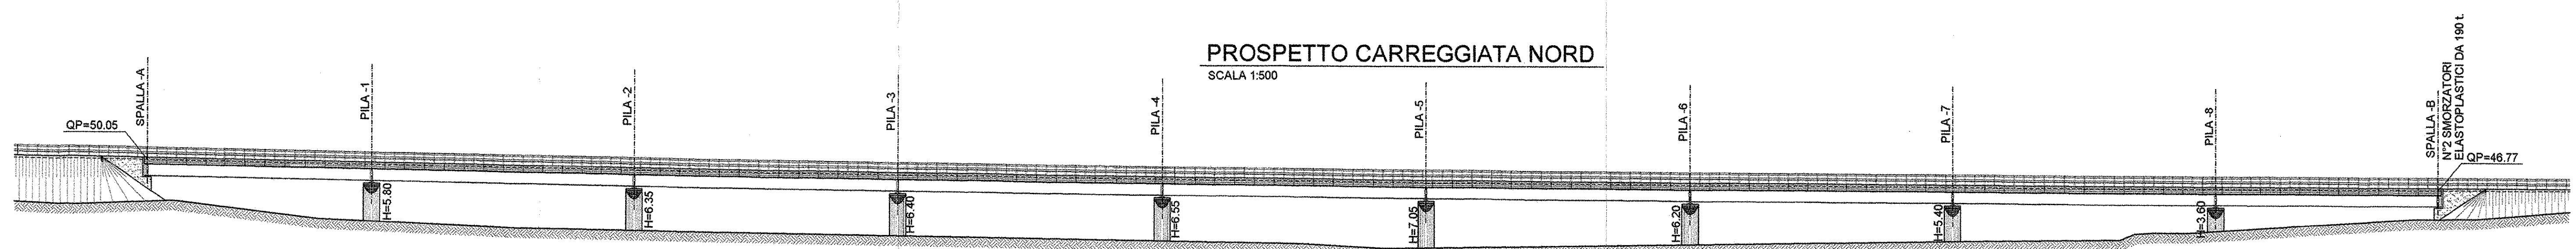 PROSPETTO CARREGGIATA NORD
SCALA 1:500
SPALLA -A
QP=50.05
PILA -1
PILA -2
PILA -3
PILA -4
PILA -5
PILA -6
PILA -7
PILA -8
SPALLA -B
N°2 SMORZATORI
ELASTOPLASTICI DA 190 t.
QP=46.77
H=5.80
H=6.35
H=6.40
H=6.55
H=7.05
H=6.20
H=5.40
H=3.60